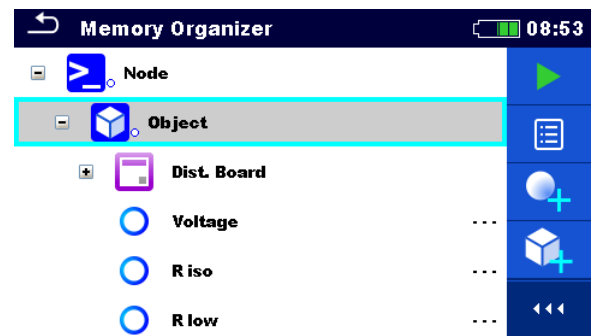 Memory Organizer 08:53
Node
Object
Dist. Board
Voltage ---
R iso ---
R low ---